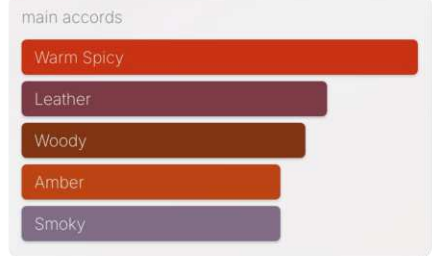 main accords
Warm Spicy
Leather
Woody
Amber
Smoky